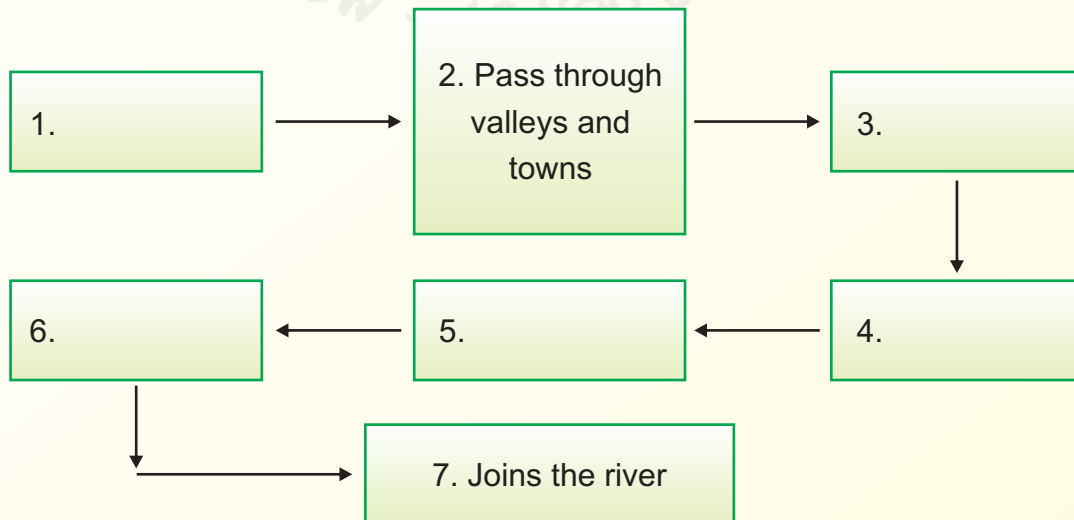 1.
2. Pass through
valleys and
towns
3.
4.
5.
6.
7. Joins the river